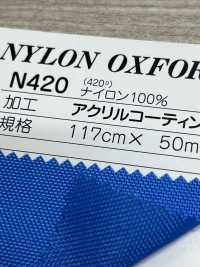 NYLON OXFOR
N420 (420ᴰ) ナイロン100%
加工 アクリルコーティン
規格 117cm× 50m